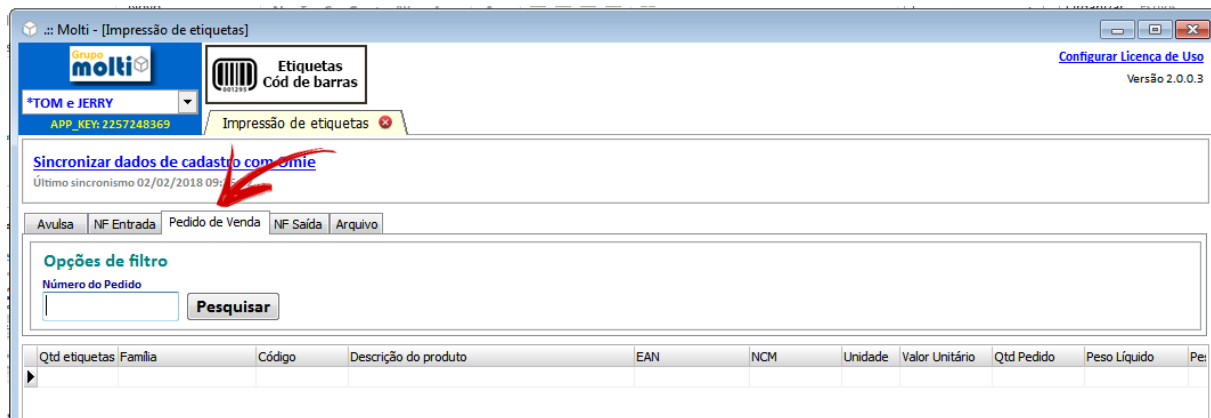 .:: Molti - [Impressão de etiquetas]
Grupo
molti
Etiquetas
Cód de barras
001295
Configurar Licença de Uso
Versão 2.0.0.3
*TOM e JERRY
APP_KEY: 2257248369
Impressão de etiquetas
Sincronizar dados de cadastro com Omie
Último sincronismo 02/02/2018 09:
Avulsa
NF Entrada
Pedido de Venda
NF Saída
Arquivo
Opções de filtro
Número do Pedido
Pesquisar
Qtd etiquetas Família Código Descrição do produto EAN NCM Unidade Valor Unitário Qtd Pedido Peso Líquido